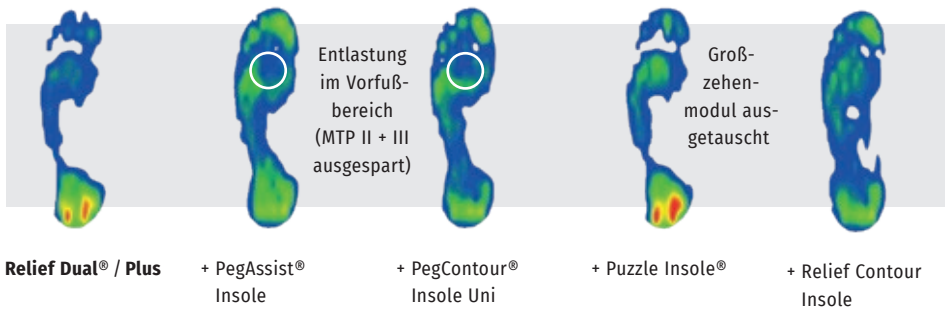 Entlastung
im Vorfuß-
bereich
(MTP II + III
ausgespart)
Groß-
zehen-
modul aus-
getauscht
Relief Dual® / Plus
+ PegAssist®
Insole
+ PegContour®
Insole Uni
+ Puzzle Insole®
+ Relief Contour
Insole